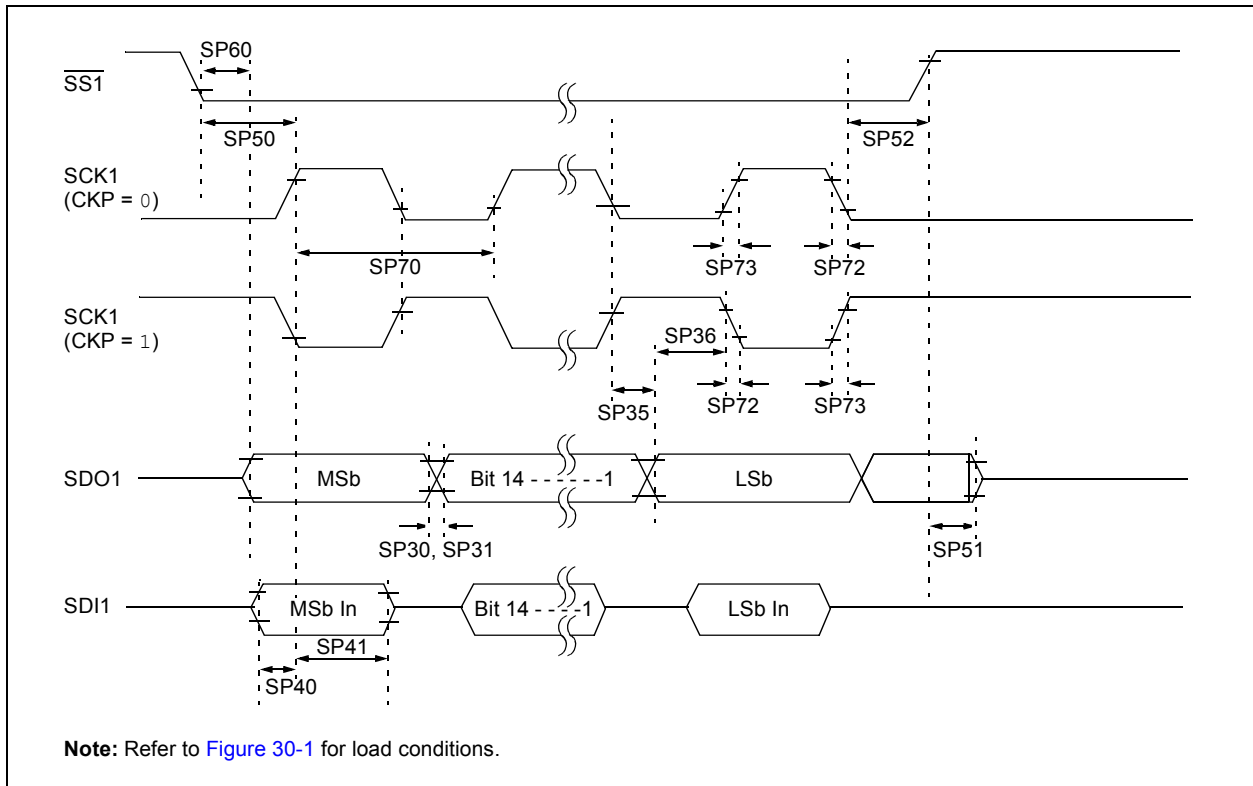 SP60
SS1
SP50
SP52
SCK1
(CKP = 0)
SP70
SP73
SP72
SCK1
(CKP = 1)
SP36
SP35
SP72
SP73
SDO1
MSb
Bit 14 - - - - - -1
LSb
SP30, SP31
SP51
SDI1
MSb In
Bit 14 - - - -1
LSb In
SP41
SP40
Note: Refer to Figure 30-1 for load conditions.